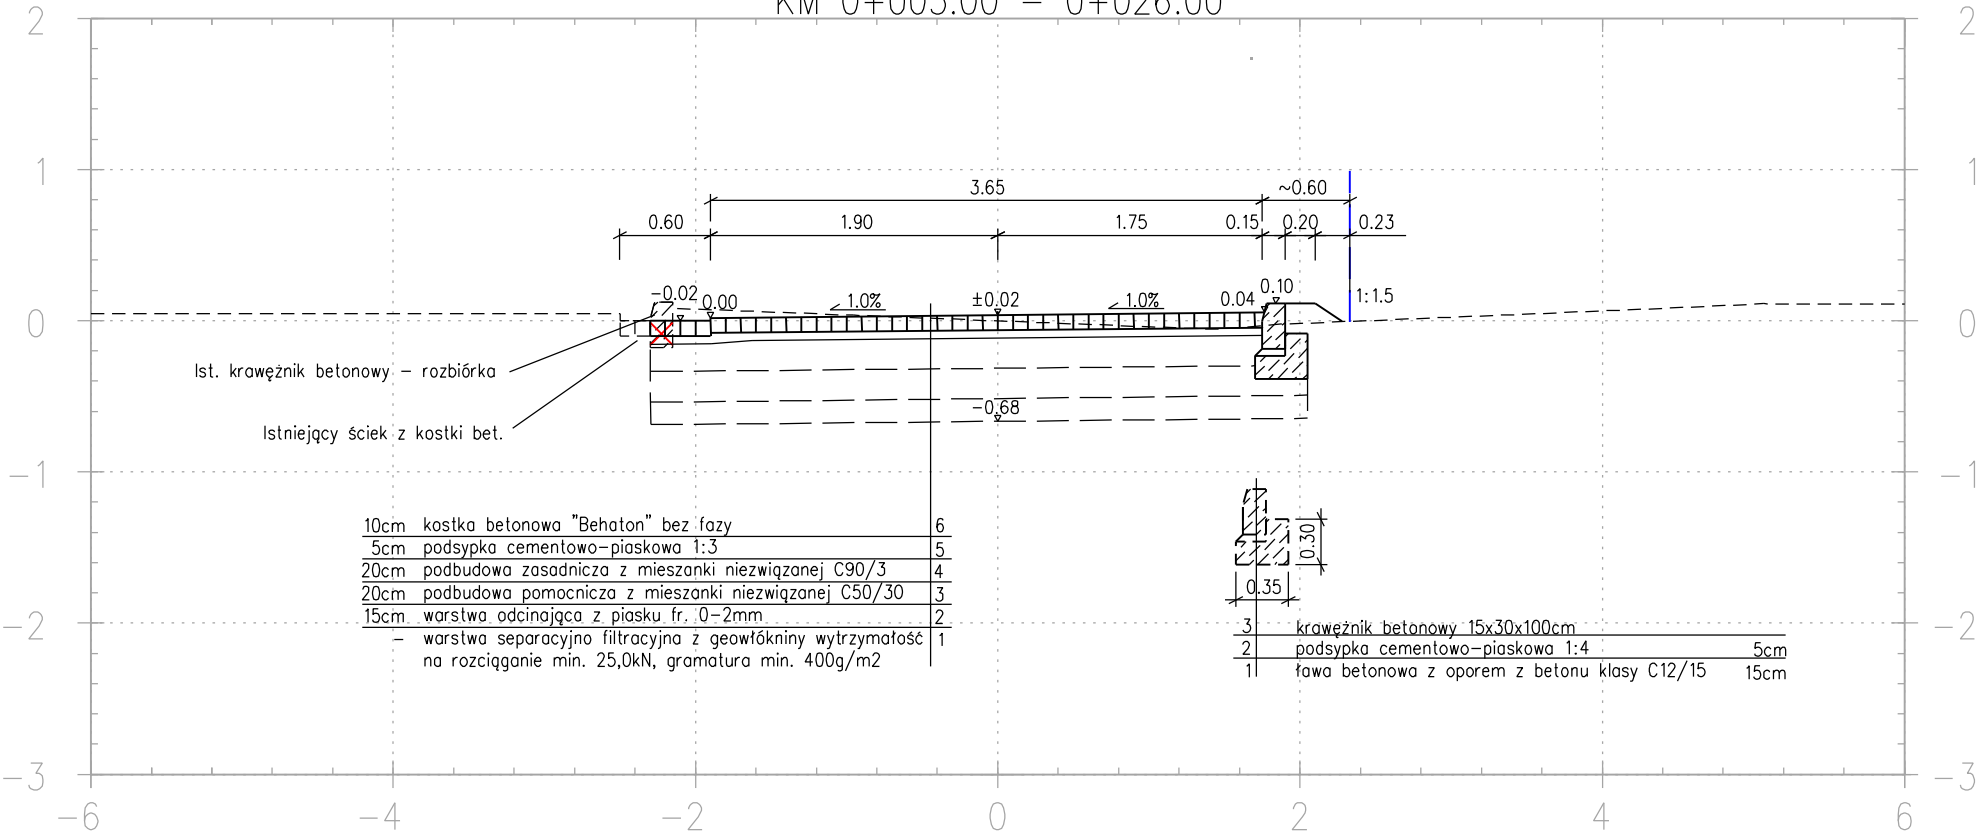 KM 0+005.00 - 0+026.00
2 2
1 1
3.65 ~0.60
0.60 1.90 1.75 0.15 0.20 0.23
-0.02 0.00 1.0% ±0.02 1.0% 0.04 0.10 1:1.5
0 0
Ist. krawężnik betonowy - rozbiórka
-0.68
Istniejący ściek z kostki bet.
-1 -1
10cm kostka betonowa "Behaton" bez fazy 6
5cm podsypka cementowo-piaskowa 1:3 5
20cm podbudowa zasadnicza z mieszanki niezwiązanej C90/3 4
20cm podbudowa pomocnicza z mieszanki niezwiązanej C50/30 3
15cm warstwa odcinająca z piasku fr. 0-2mm 2
- warstwa separacyjno filtracyjna z geowłókniny wytrzymałość 1
na rozciąganie min. 25,0kN, gramatura min. 400g/m2
0.30
0.35
3 krawężnik betonowy 15x30x100cm
2 podsypka cementowo-piaskowa 1:4 5cm
1 ława betonowa z oporem z betonu klasy C12/15 15cm
-2 -2
-3 -3
-6 -4 -2 0 2 4 6